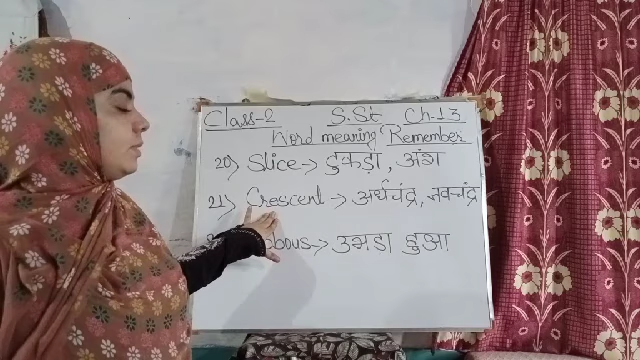 Class-2 S.St Ch-13
Word meaning Remember
20) Slice → टुकड़ा, अंश
21) Crescent → अर्धचंद्र, नवचंद्र
bous → उभडा हुआ